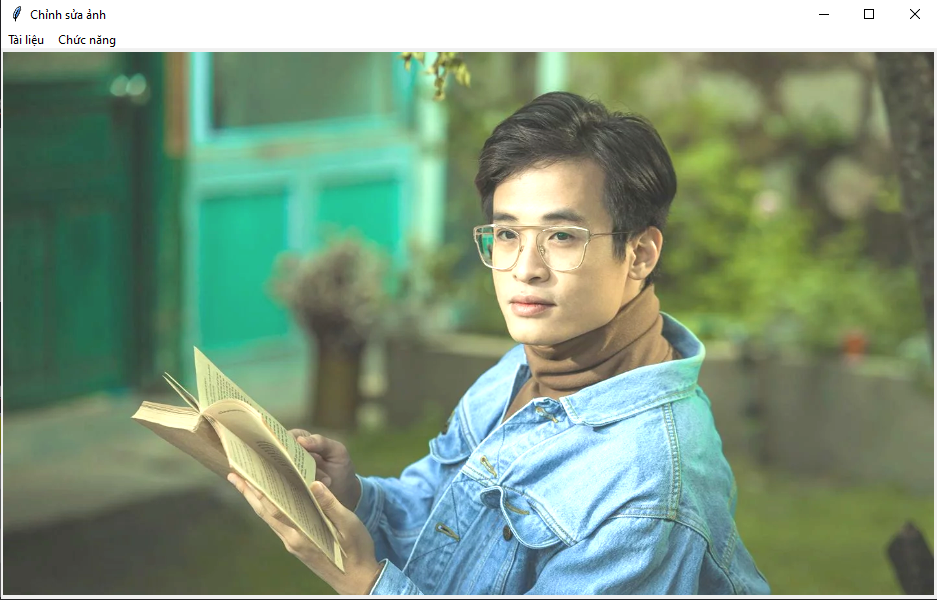 Chỉnh sửa ảnh
Tài liệu Chức năng